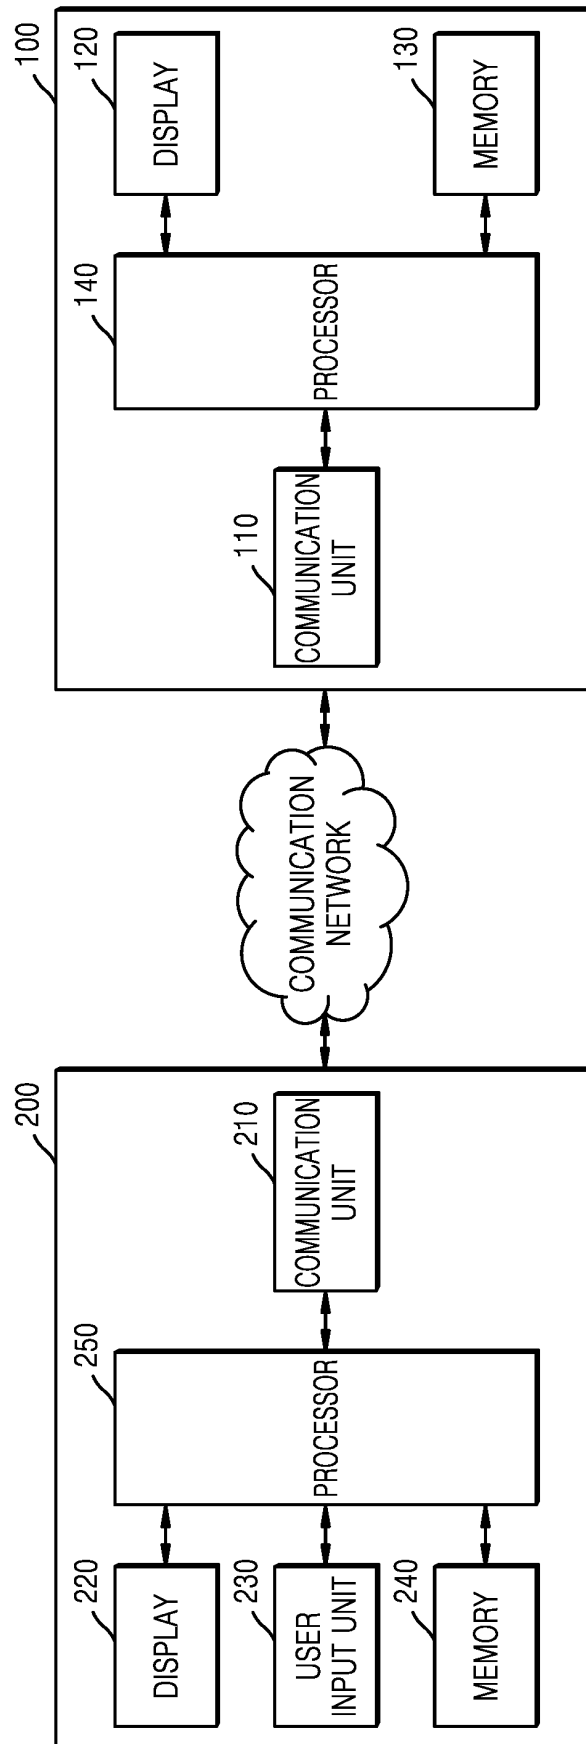 200
220
DISPLAY
230
USER
INPUT UNIT
240
MEMORY
250
PROCESSOR
210
COMMUNICATION
UNIT
COMMUNICATION
NETWORK
100
110
COMMUNICATION
UNIT
140
PROCESSOR
120
DISPLAY
130
MEMORY